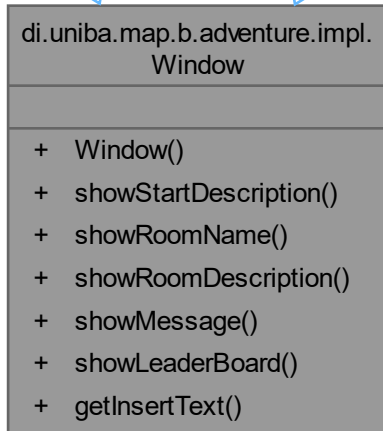 di.uniba.map.b.adventure.impl.
Window
+ Window()
+ showStartDescription()
+ showRoomName()
+ showRoomDescription()
+ showMessage()
+ showLeaderBoard()
+ getInsertText()